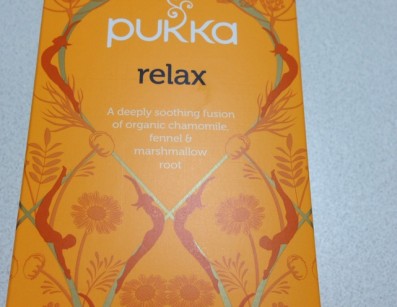 pukka
relax
A deeply soothing fusion
of organic chamomile,
fennel &
marshmallow
root